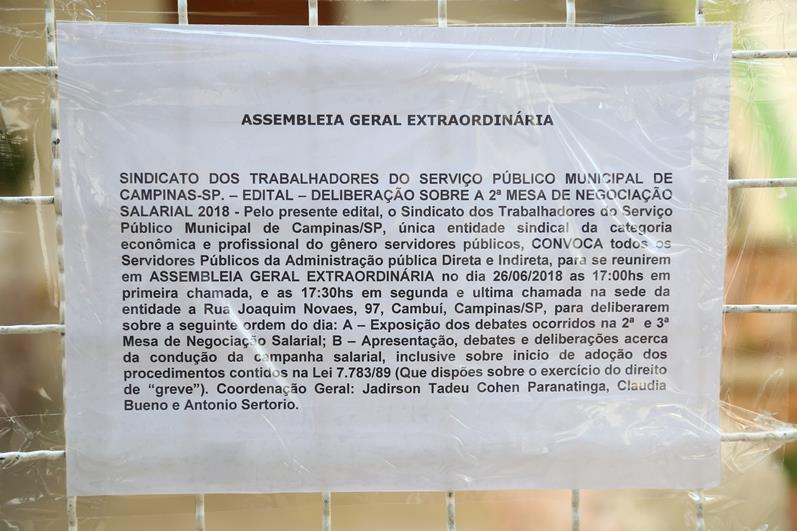 ASSEMBLEIA GERAL EXTRAORDINÁRIA
SINDICATO DOS TRABALHADORES DO SERVIÇO PÚBLICO MUNICIPAL DE
CAMPINAS-SP. – EDITAL – DELIBERAÇÃO SOBRE A 2ª MESA DE NEGOCIAÇÃO
SALARIAL 2018 - Pelo presente edital, o Sindicato dos Trabalhadores do Serviço
Público Municipal de Campinas/SP, única entidade sindical da categoria
econômica e profissional do gênero servidores públicos, CONVOCA todos os
Servidores Públicos da Administração pública Direta e Indireta, para se reunirem
em ASSEMBLEIA GERAL EXTRAORDINÁRIA no dia 26/06/2018 as 17:00hs em
primeira chamada, e as 17:30hs em segunda e ultima chamada na sede da
entidade a Rua Joaquim Novaes, 97, Cambuí, Campinas/SP, para deliberarem
sobre a seguinte ordem do dia: A – Exposição dos debates ocorridos na 2ª e 3ª
Mesa de Negociação Salarial; B – Apresentação, debates e deliberações acerca
da condução da campanha salarial, inclusive sobre inicio de adoção dos
procedimentos contidos na Lei 7.783/89 (Que dispões sobre o exercício do direito
de “greve”). Coordenação Geral: Jadirson Tadeu Cohen Paranatinga, Claudia
Bueno e Antonio Sertorio.